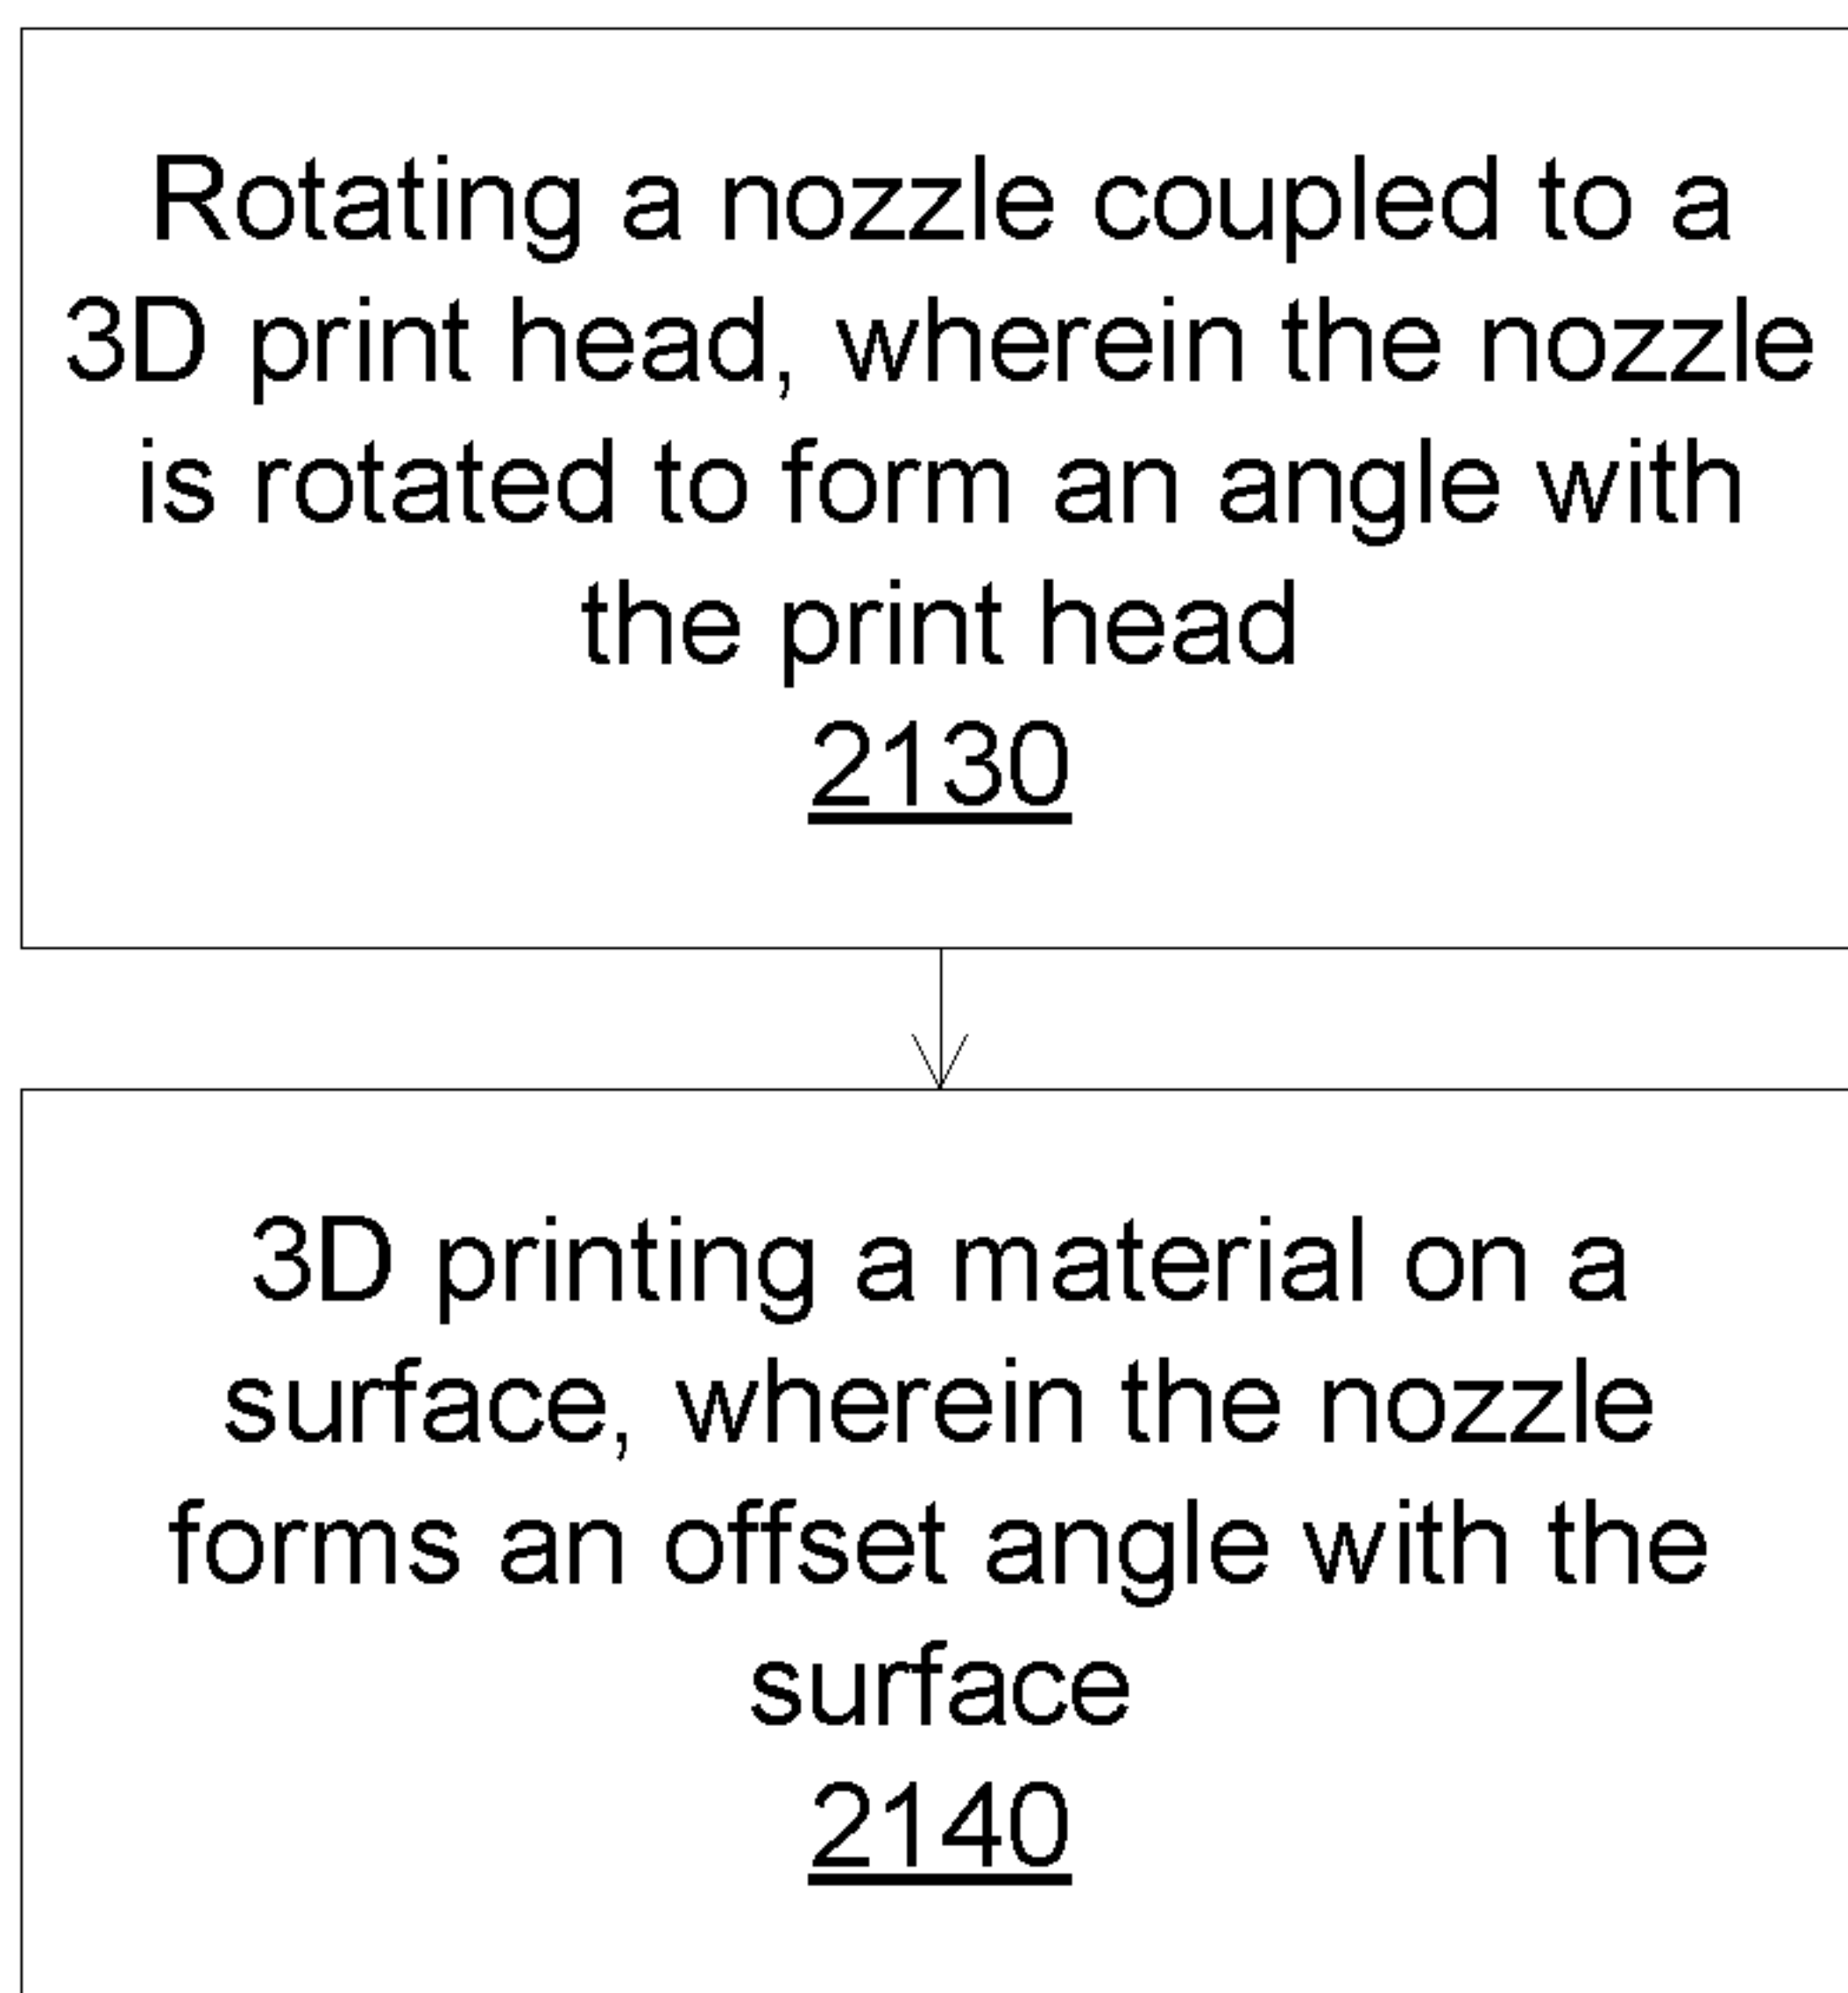 Rotating a nozzle coupled to a
3D print head, wherein the nozzle
is rotated to form an angle with
the print head
2130
3D printing a material on a
surface, wherein the nozzle
forms an offset angle with the
surface
2140